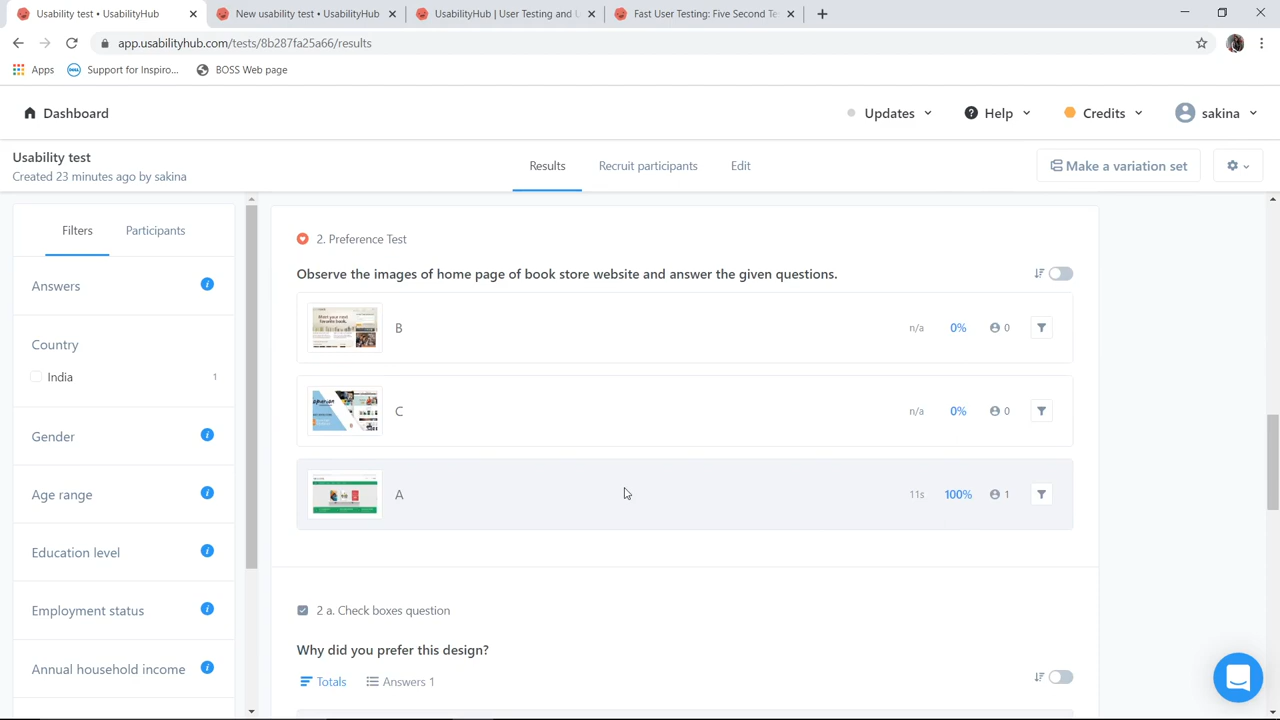 Usability test • UsabilityHub
New usability test • UsabilityHub
UsabilityHub | User Testing and U
Fast User Testing: Five Second Te
app.usabilityhub.com/tests/8b287fa25a66/results
Apps
Support for Inspiro...
BOSS Web page
Dashboard
Updates
Help
Credits
sakina
Usability test
Created 23 minutes ago by sakina
Results
Recruit participants
Edit
Make a variation set
Filters
Participants
Answers
Country
India 1
Gender
Age range
Education level
Employment status
Annual household income
2. Preference Test
Observe the images of home page of book store website and answer the given questions.
B n/a 0% 0
C n/a 0% 0
A 11s 100% 1
2 a. Check boxes question
Why did you prefer this design?
Totals
Answers 1